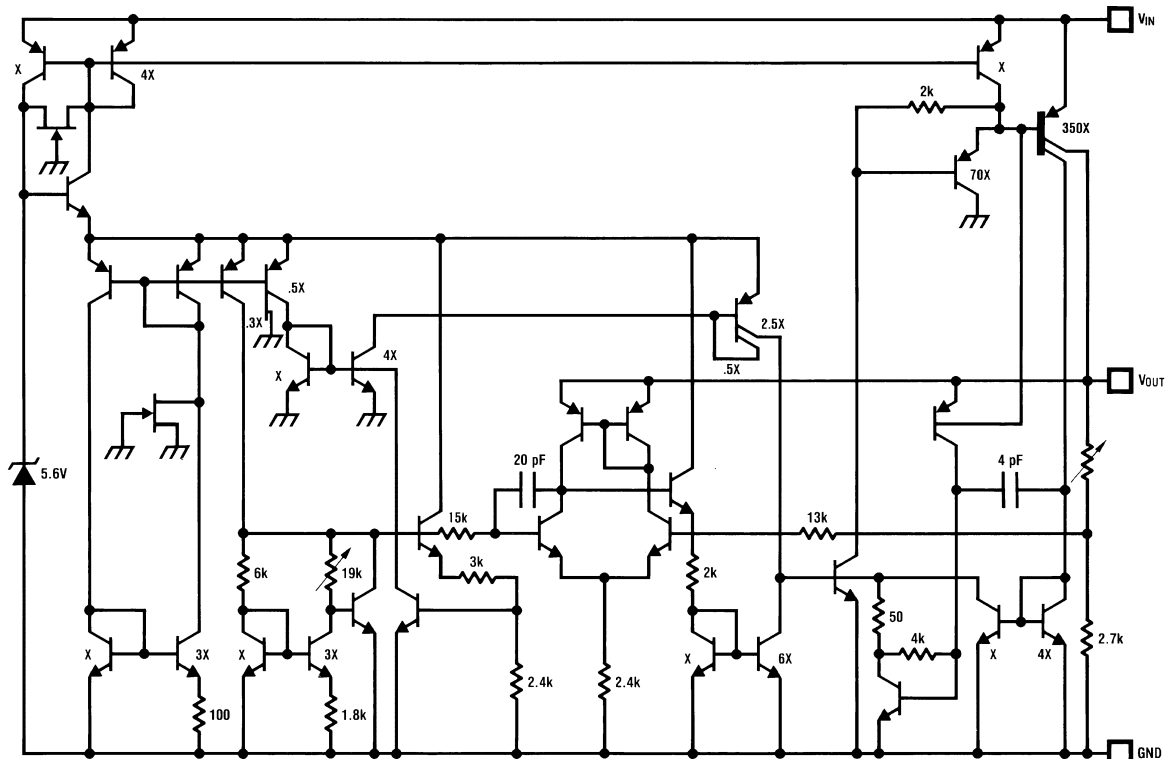 VIN
X
4X
X
2k
350X
70X
.5X
.3X
2.5X
4X
X
.5X
VOUT
5.6V
20 pF
4 pF
15k
13k
3k
6k
19k
2k
50
4k
X
3X
X
3X
X
6X
X
4X
2.7k
100
1.8k
2.4k
2.4k
GND